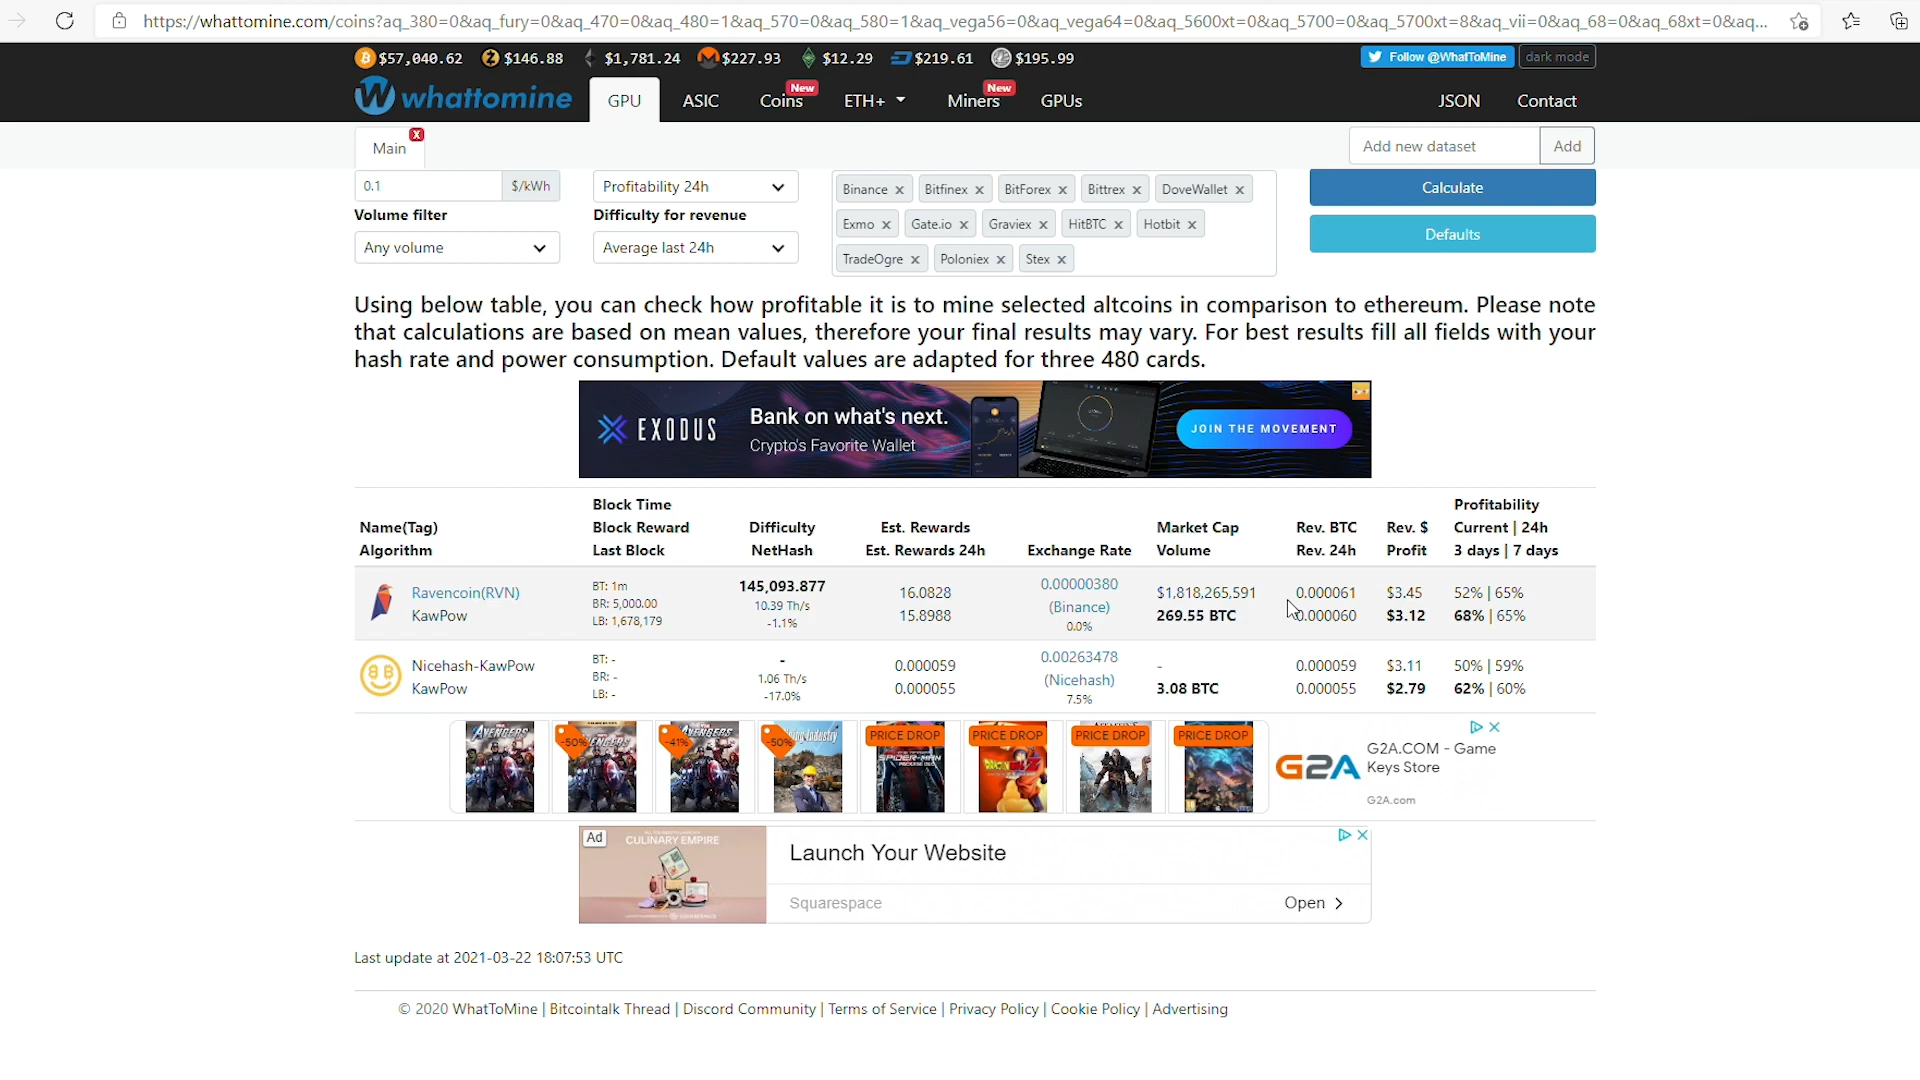 https://whattomine.com/coins?aq_380=0&aq_fury=0&aq_470=0&aq_480=1&aq_570=0&aq_580=1&aq_vega56=0&aq_vega64=0&aq_5600xt=0&aq_5700=0&aq_5700xt=8&aq_vii=0&aq_68=0&aq_68xt=0&aq...
$57,040.62 $146.88 $1,781.24 $227.93 $12.29 $219.61 $195.99 Follow @WhatToMine dark mode
whattomine GPU ASIC Coins New ETH+ Miners New GPUs JSON Contact
Main x Add new dataset Add
0.1 $/kWh Profitability 24h Binance × Bitfinex × BitForex × Bittrex × DoveWallet × Calculate
Volume filter Difficulty for revenue
Exmo × Gate.io × Graviex × HitBTC × Hotbit × Defaults
Any volume Average last 24h
TradeOgre × Poloniex × Stex ×
Using below table, you can check how profitable it is to mine selected altcoins in comparison to ethereum. Please note
that calculations are based on mean values, therefore your final results may vary. For best results fill all fields with your
hash rate and power consumption. Default values are adapted for three 480 cards.
EXODUS Bank on what's next. JOIN THE MOVEMENT
Crypto's Favorite Wallet
Block Time Profitability
Name(Tag) Block Reward Difficulty Est. Rewards Market Cap Rev. BTC Rev. $ Current | 24h
Algorithm Last Block NetHash Est. Rewards 24h Exchange Rate Volume Rev. 24h Profit 3 days | 7 days
Ravencoin(RVN) BT: 1m 145,093.877 16.0828 0.00000380 $1,818,265,591 0.000061 $3.45 52% | 65%
KawPow BR: 5,000.00 10.39 Th/s 15.8988 (Binance) 269.55 BTC 0.000060 $3.12 68% | 65%
LB: 1,678,179 -1.1% 0.0%
Nicehash-KawPow BT: - - 0.000059 0.00263478 - 0.000059 $3.11 50% | 59%
KawPow BR: - 1.06 Th/s 0.000055 (Nicehash) 3.08 BTC 0.000055 $2.79 62% | 60%
LB: - -17.0% 7.5%
AVENGERS -50% AVENGERS -41% AVENGERS -50% PRICE DROP SPIDER-MAN PRICE DROP PRICE DROP PRICE DROP
G2A G2A.COM - Game
Keys Store
G2A.com
Ad CULINARY EMPIRE
Launch Your Website
Squarespace Open
Last update at 2021-03-22 18:07:53 UTC
© 2020 WhatToMine | Bitcointalk Thread | Discord Community | Terms of Service | Privacy Policy | Cookie Policy | Advertising